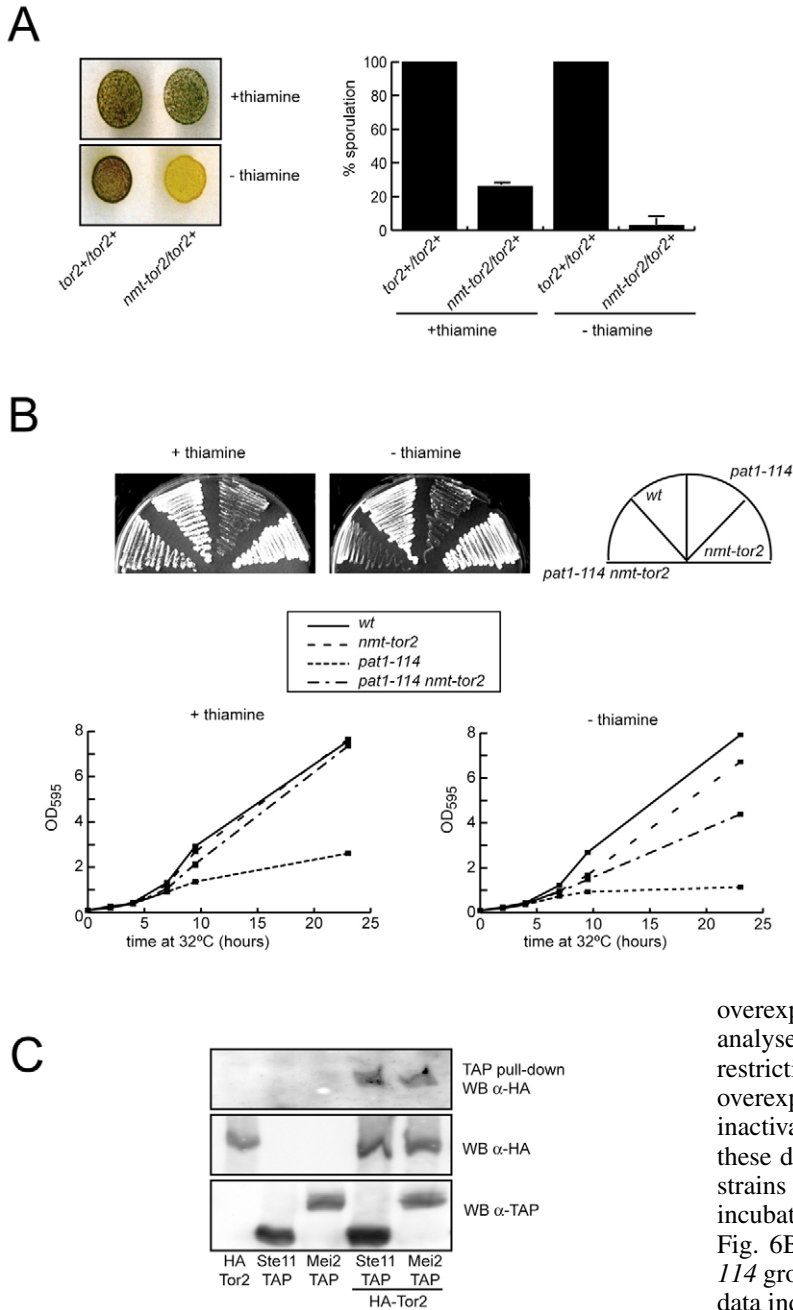 A
+thiamine
- thiamine
tor2+/tor2+
nmt-tor2/tor2+
% sporulation
100
80
60
40
20
0
tor2+/tor2+
nmt-tor2/tor2+
tor2+/tor2+
nmt-tor2/tor2+
+thiamine
- thiamine
B
+ thiamine
- thiamine
wt
pat1-114
nmt-tor2
pat1-114 nmt-tor2
wt
nmt-tor2
pat1-114
pat1-114 nmt-tor2
+ thiamine
OD595
8
6
4
2
0
0 5 10 15 20 25
time at 32ºC (hours)
- thiamine
OD595
8
6
4
2
0
0 5 10 15 20 25
time at 32ºC (hours)
C
TAP pull-down
WB α-HA
WB α-HA
WB α-TAP
HA Ste11 Mei2 Ste11 Mei2
Tor2 TAP TAP TAP TAP
HA-Tor2
overexp
analyse
restricti
overexp
inactiva
these d
strains
incubat
Fig. 6B
114 gro
data inc